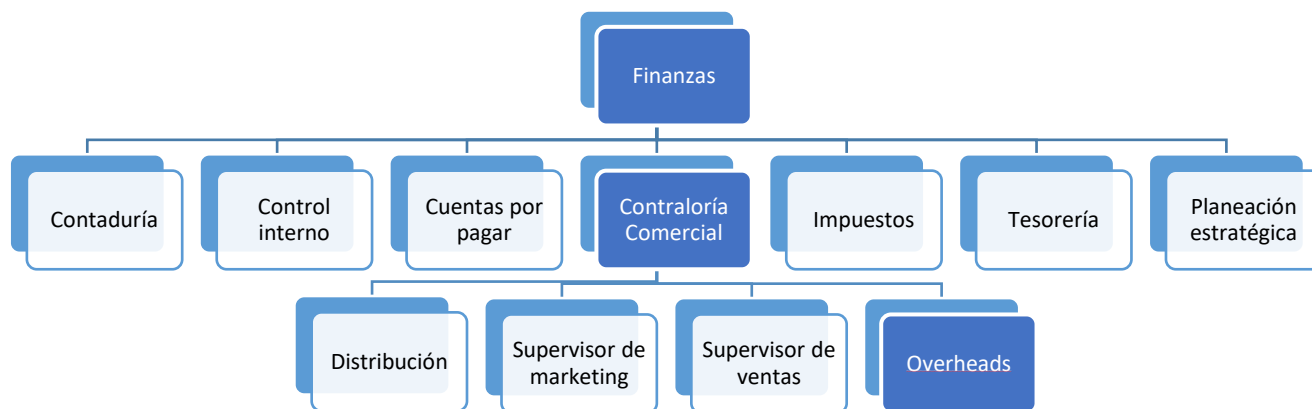 Finanzas
Contaduría
Control
interno
Cuentas por
pagar
Contraloría
Comercial
Impuestos
Tesorería
Planeación
estratégica
Distribución
Supervisor de
marketing
Supervisor de
ventas
Overheads